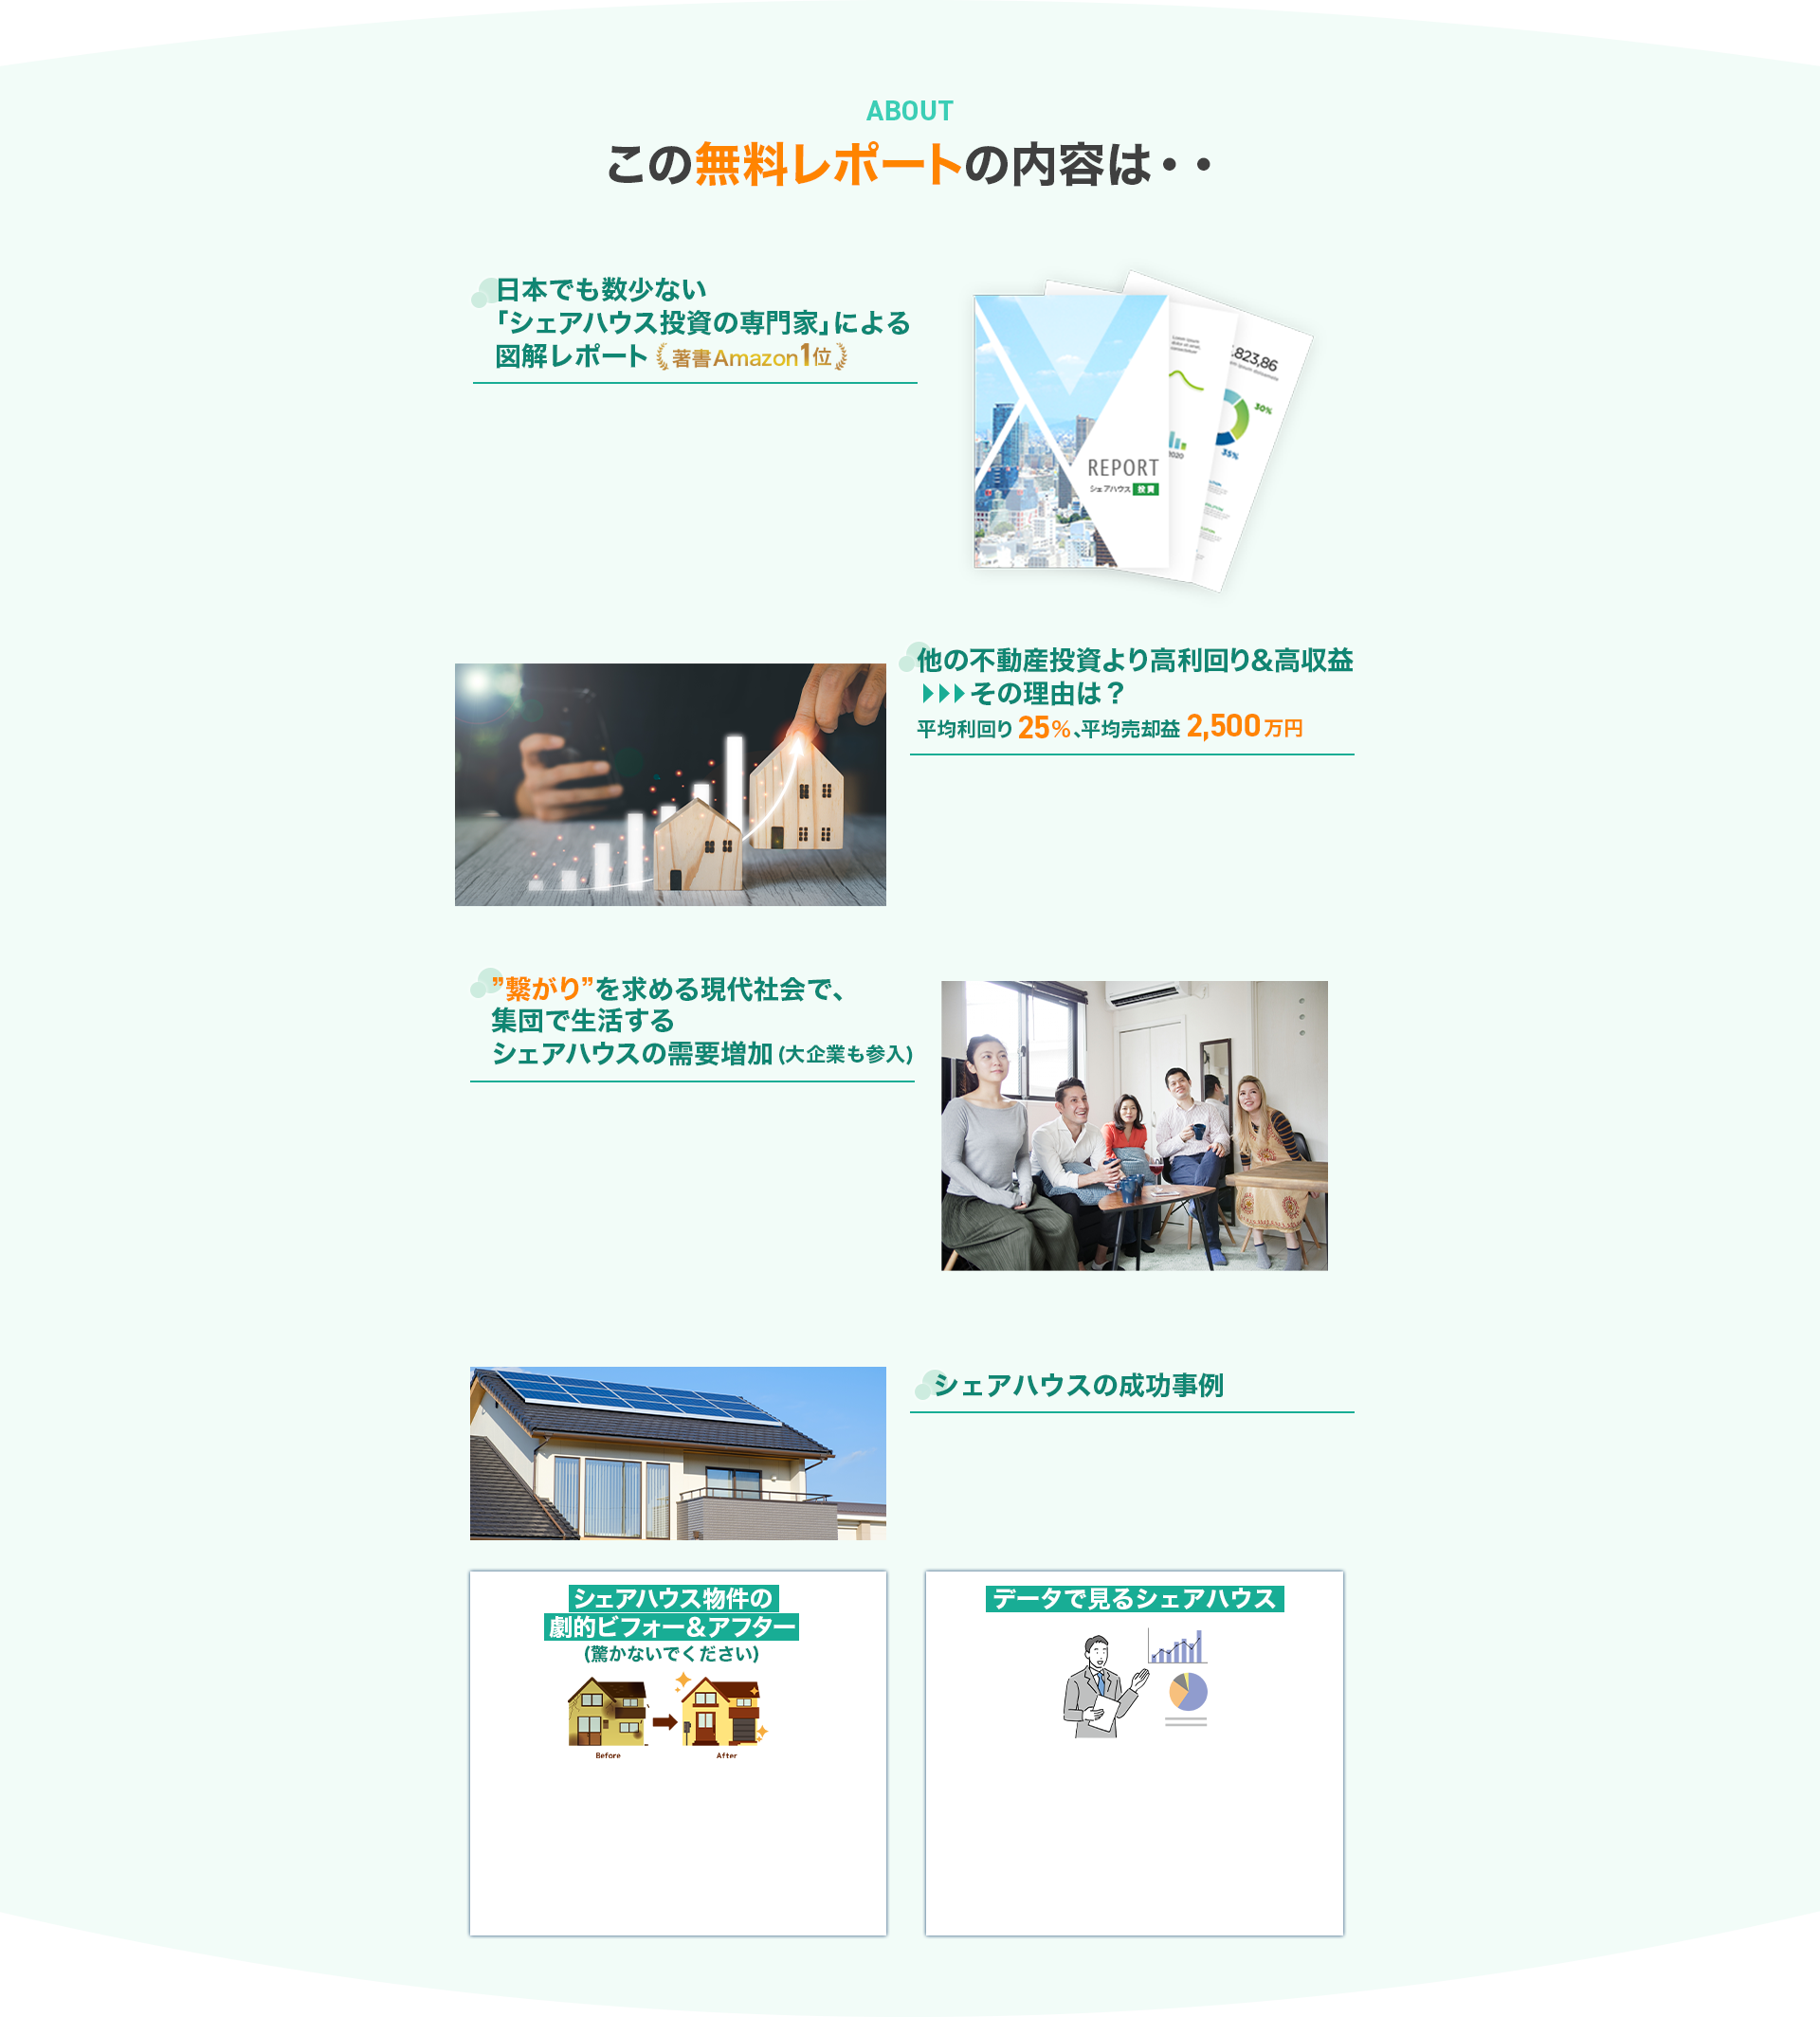 ABOUT
この無料レポートの内容は・・
日本でも数少ない
「シェアハウス投資の専門家」による
図解レポート 著書Amazon1位
823,86
30%
35%
2020
REPORT
シェアハウス 投資
他の不動産投資より高利回り&高収益
その理由は？
平均利回り 25%、平均売却益 2,500万円
”繋がり”を求める現代社会で、
集団で生活する
シェアハウスの需要増加 (大企業も参入)
シェアハウスの成功事例
シェアハウス物件の
劇的ビフォー&アフター
(驚かないでください)
Before
After
データで見るシェアハウス